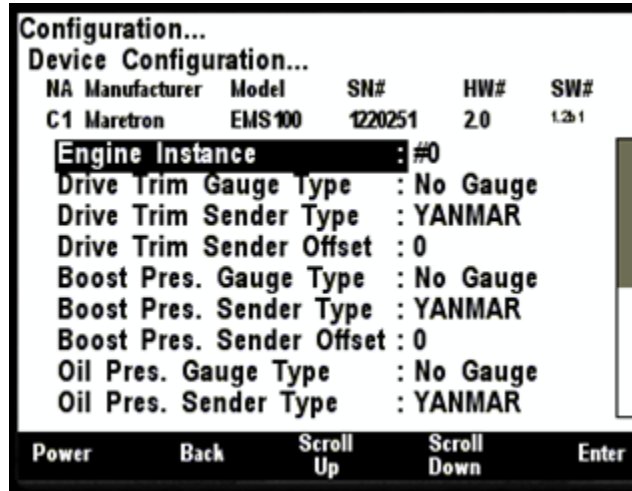 Configuration...
Device Configuration...
NA Manufacturer Model SN# HW# SW#
C1 Maretron EMS100 1220251 2.0 1.2b1
Engine Instance : #0
Drive Trim Gauge Type : No Gauge
Drive Trim Sender Type : YANMAR
Drive Trim Sender Offset : 0
Boost Pres. Gauge Type : No Gauge
Boost Pres. Sender Type : YANMAR
Boost Pres. Sender Offset : 0
Oil Pres. Gauge Type : No Gauge
Oil Pres. Sender Type : YANMAR
Power Back Scroll Up Scroll Down Enter